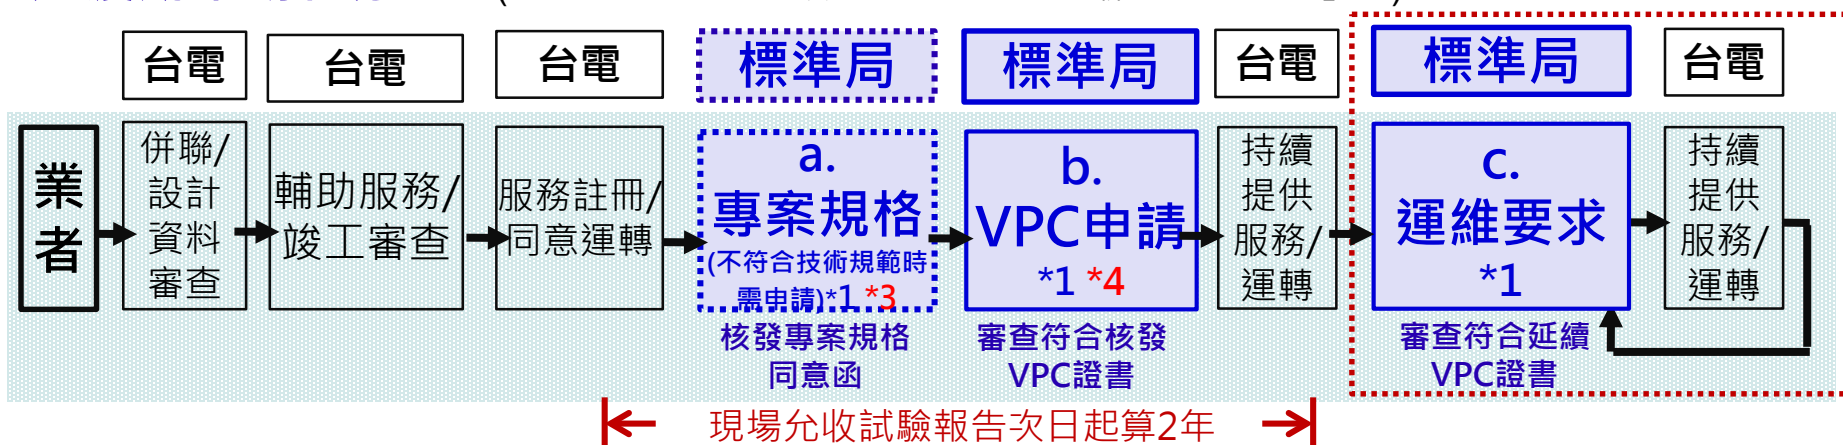 台電
台電
台電
標準局
標準局
台電
標準局
台電
業
者
併聯/
設計
資料
審查
輔助服務/
竣工審查
服務註冊/
同意運轉
a.
專案規格
(不符合技術規範時
需申請)*1 *3
核發專案規格
同意函
b.
VPC申請
*1 *4
審查符合核發
VPC證書
持續
提供
服務/
運轉
c.
運維要求
*1
審查符合延續
VPC證書
持續
提供
服務/
運轉
現場允收試驗報告次日起算2年